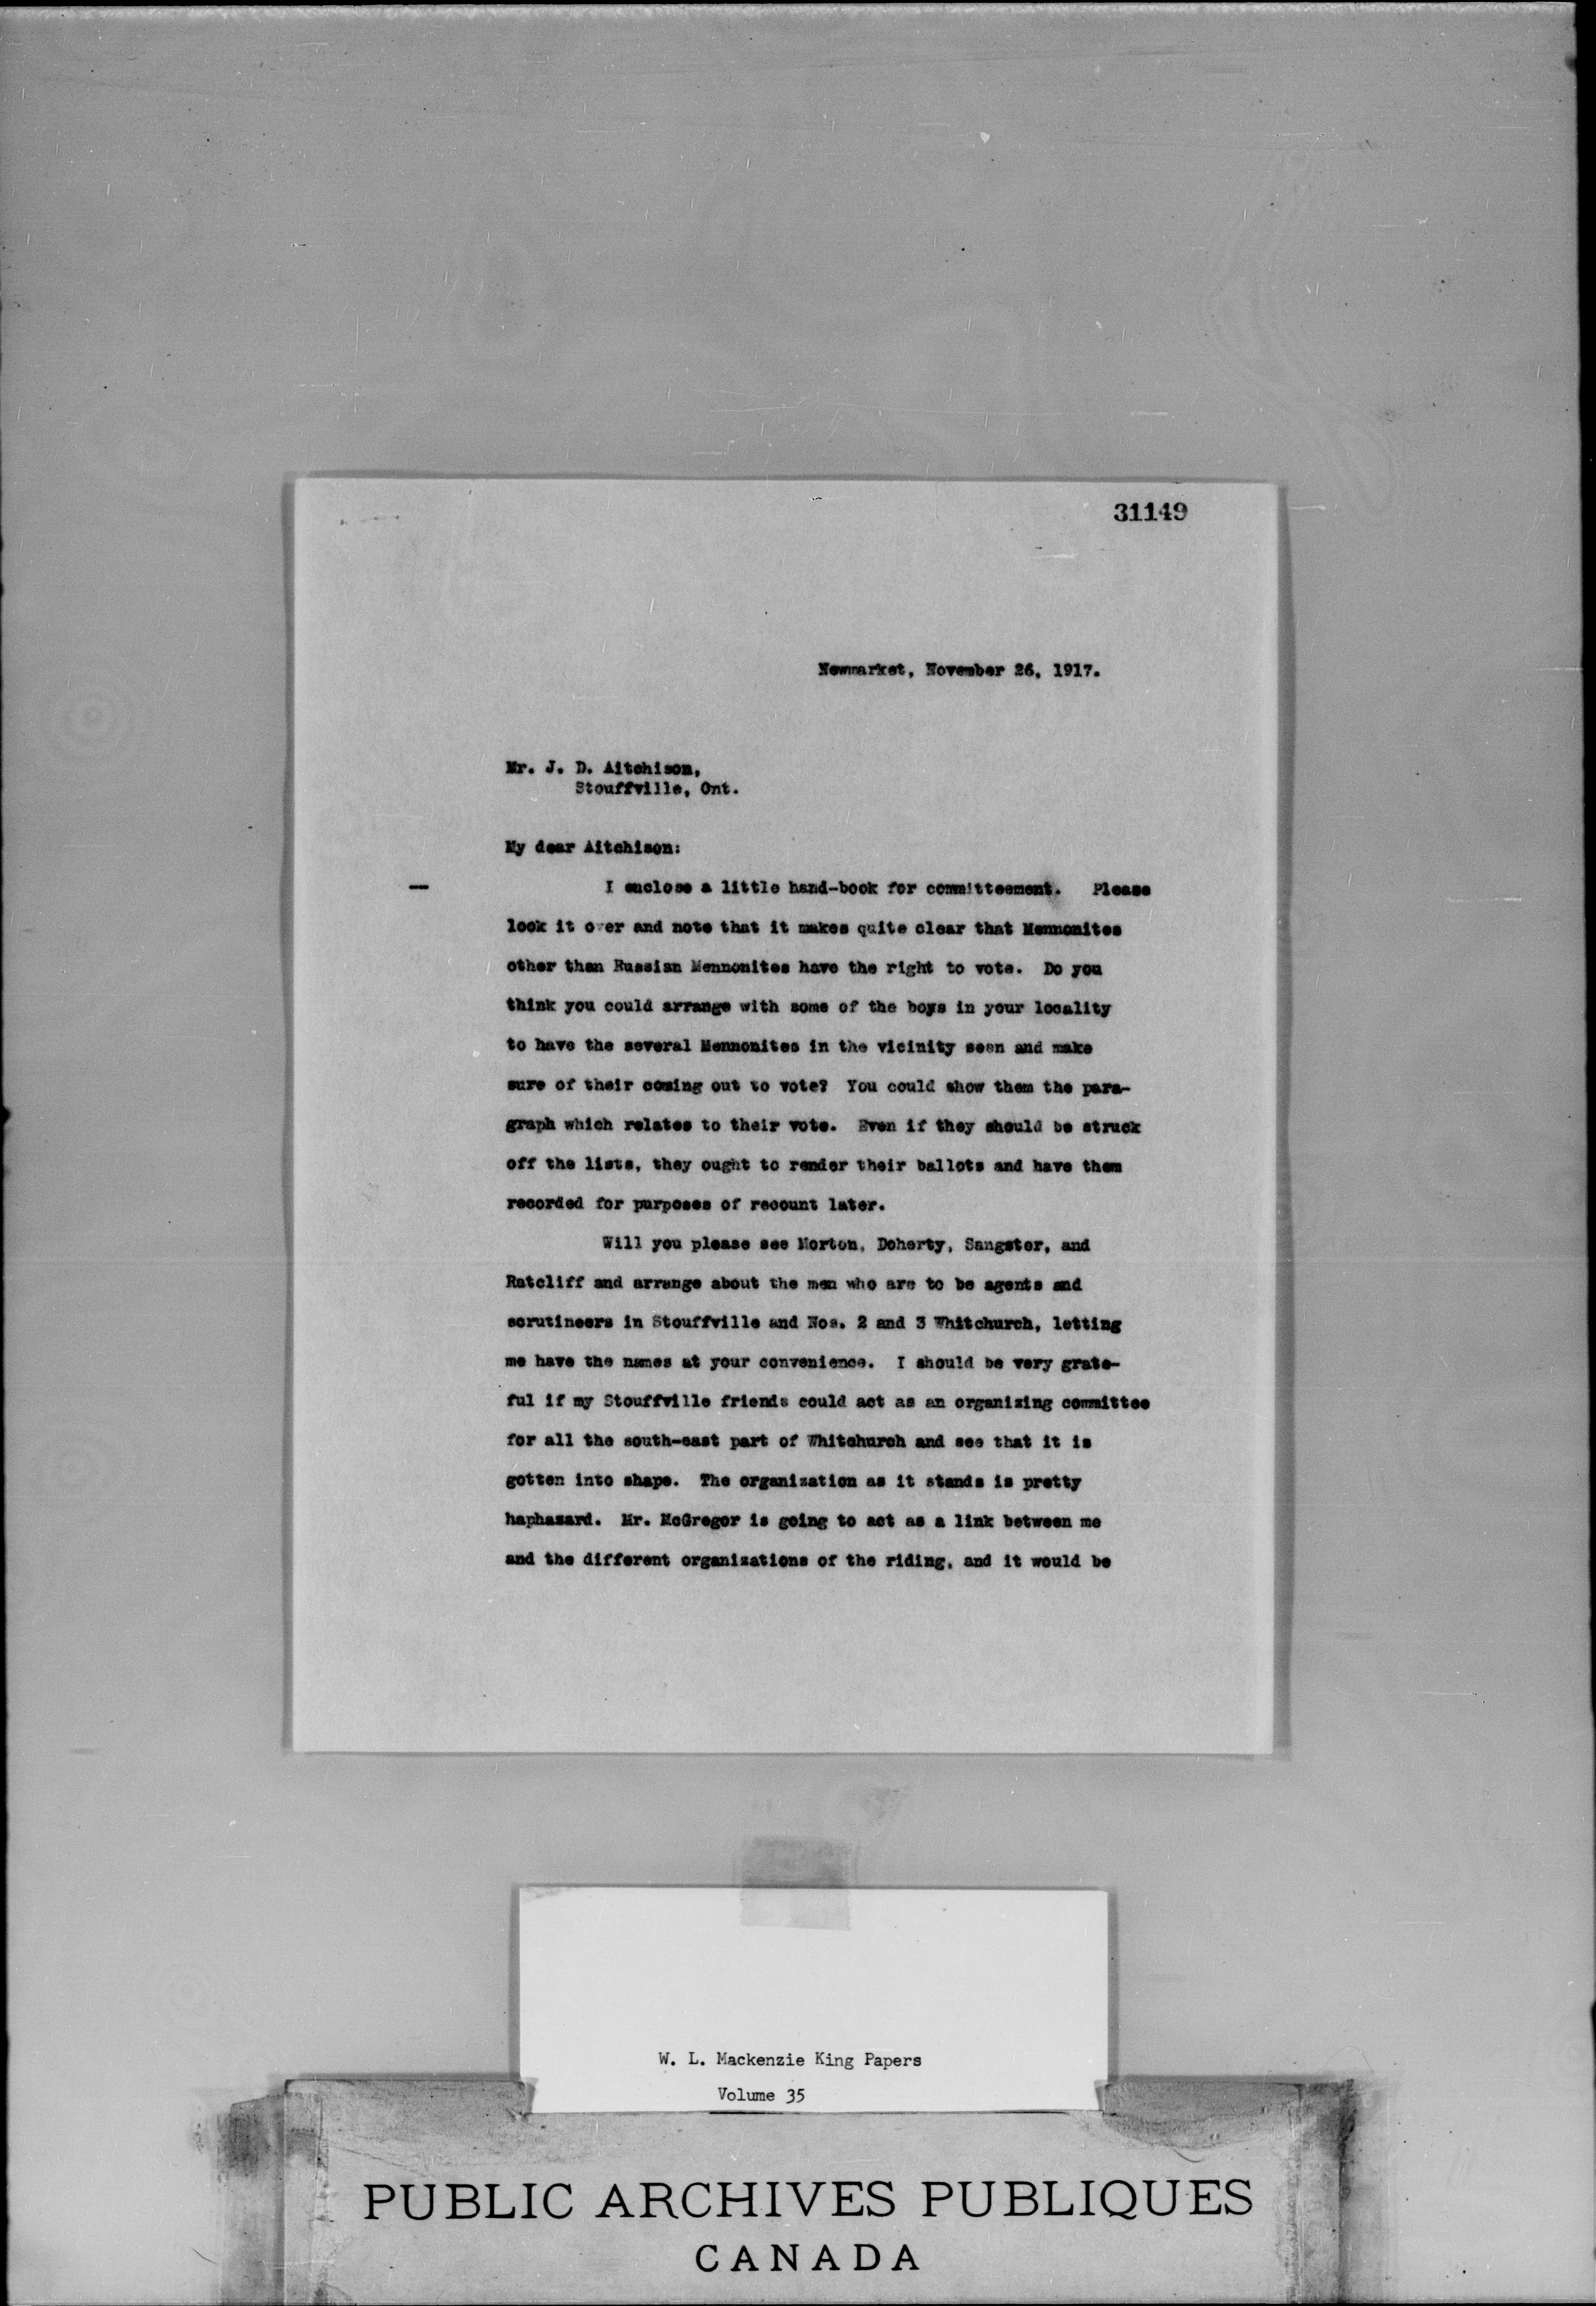 31149
Newmarket, November 26, 1917.
Mr. J. D. Aitchison,
Stouffville, Ont.
My dear Aitchison:
I enclose a little hand-book for committeement. Please
look it over and note that it makes quite clear that Mennonites
other than Russian Mennonites have the right to vote. Do you
think you could arrange with some of the boys in your locality
to have the several Mennonites in the vicinity seen and make
sure of their coming out to vote? You could show them the para-
graph which relates to their vote. Even if they should be struck
off the lists, they ought to render their ballots and have them
recorded for purposes of recount later.
Will you please see Morton, Doherty, Sangster, and
Ratcliff and arrange about the men who are to be agents and
scrutineers in Stouffville and Nos. 2 and 3 Whitchurch, letting
me have the names at your convenience. I should be very grate-
ful if my Stouffville friends could act as an organizing committee
for all the south-east part of Whitchurch and see that it is
gotten into shape. The organization as it stands is pretty
haphazard. Mr. McGregor is going to act as a link between me
and the different organizations of the riding, and it would be
W. L. Mackenzie King Papers
Volume 35
PUBLIC ARCHIVES PUBLIQUES
CANADA